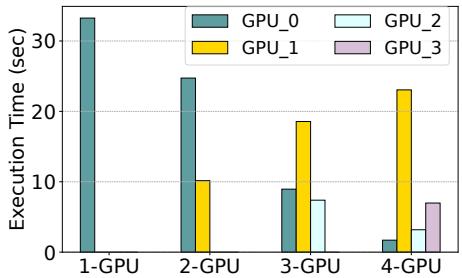 Execution Time (sec)
30
20
10
0
GPU_0
GPU_1
GPU_2
GPU_3
1-GPU
2-GPU
3-GPU
4-GPU